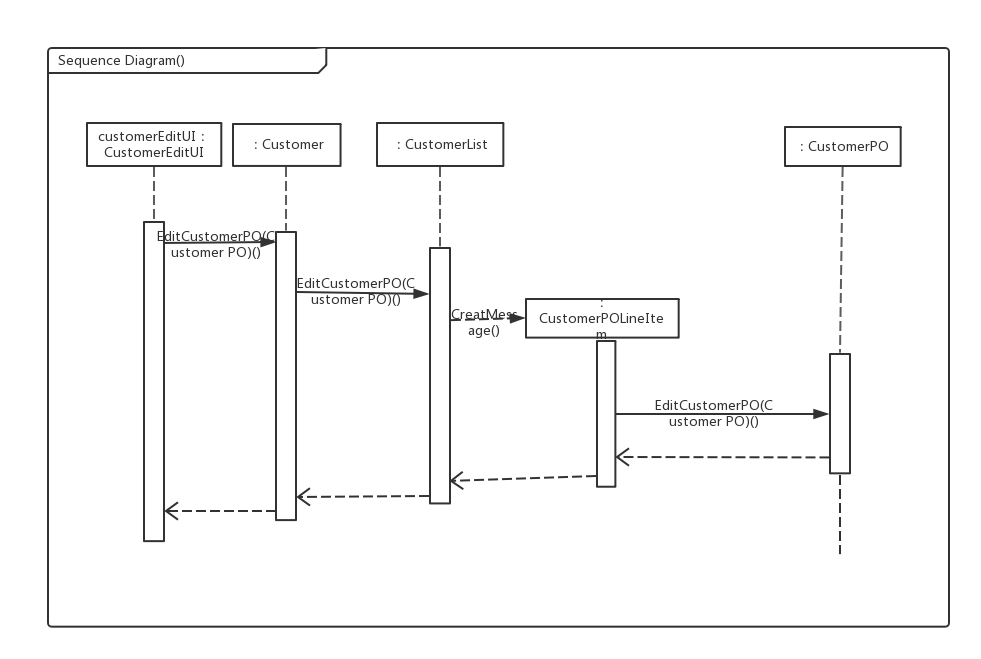 Sequence Diagram()
customerEditUI :
CustomerEditUI
: Customer
: CustomerList
: CustomerPO
EditCustomerPO(C
ustomer PO)()
EditCustomerPO(C
ustomer PO)()
CreatMess
age()
:
CustomerPOLineIte
m
EditCustomerPO(C
ustomer PO)()